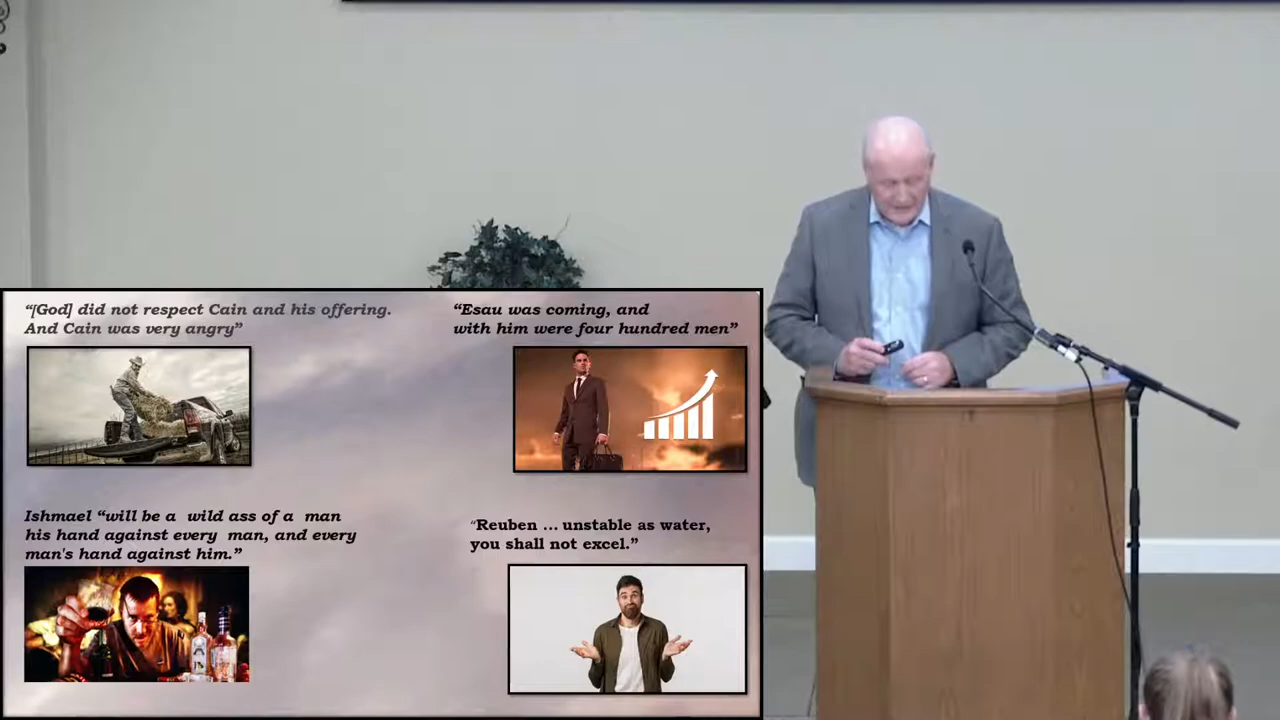 “[God] did not respect Cain and his offering.
And Cain was very angry”
“Esau was coming, and
with him were four hundred men”
Ishmael “will be a wild ass of a man
his hand against every man, and every
man's hand against him.”
“Reuben ... unstable as water,
you shall not excel.”